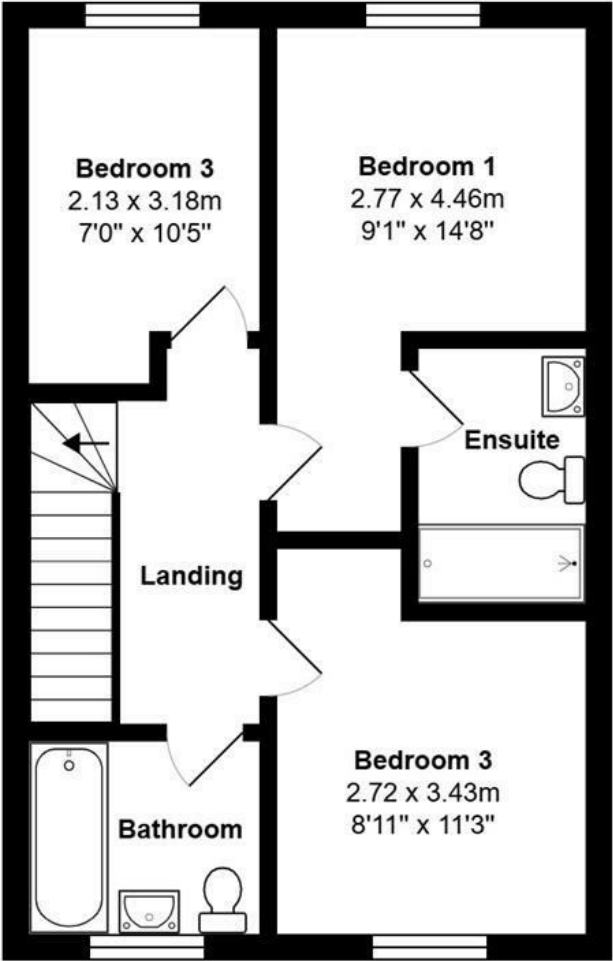 Bedroom 3
2.13 x 3.18m
7'0" x 10'5"
Bedroom 1
2.77 x 4.46m
9'1" x 14'8"
Ensuite
Landing
Bedroom 3
2.72 x 3.43m
8'11" x 11'3"
Bathroom